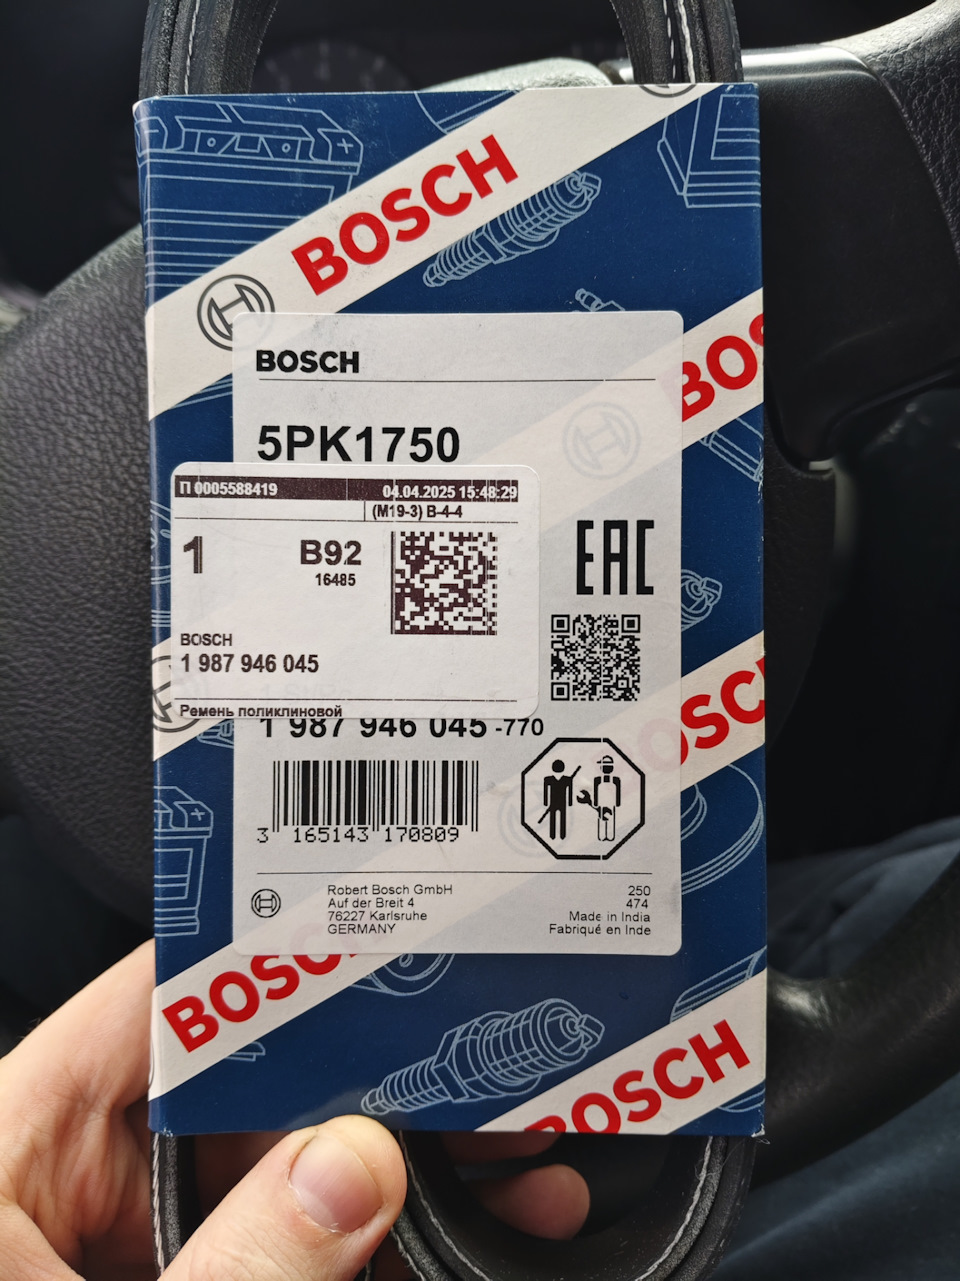 BOSCH
BOSCH
BOSCH
5PK1750
П 0005588419 04.04.2025 15:48:29
(M19-3) B-4-4
1 B92
16485
EAC
BOSCH
1 987 946 045
Ремень поликлиновой
1 987 946 045 -770
BOSCH
3 165143 170809
Robert Bosch GmbH
Auf der Breit 4
76227 Karlsruhe
GERMANY
250
474
Made in India
Fabriqué en Inde
BOSCH
BOSCH